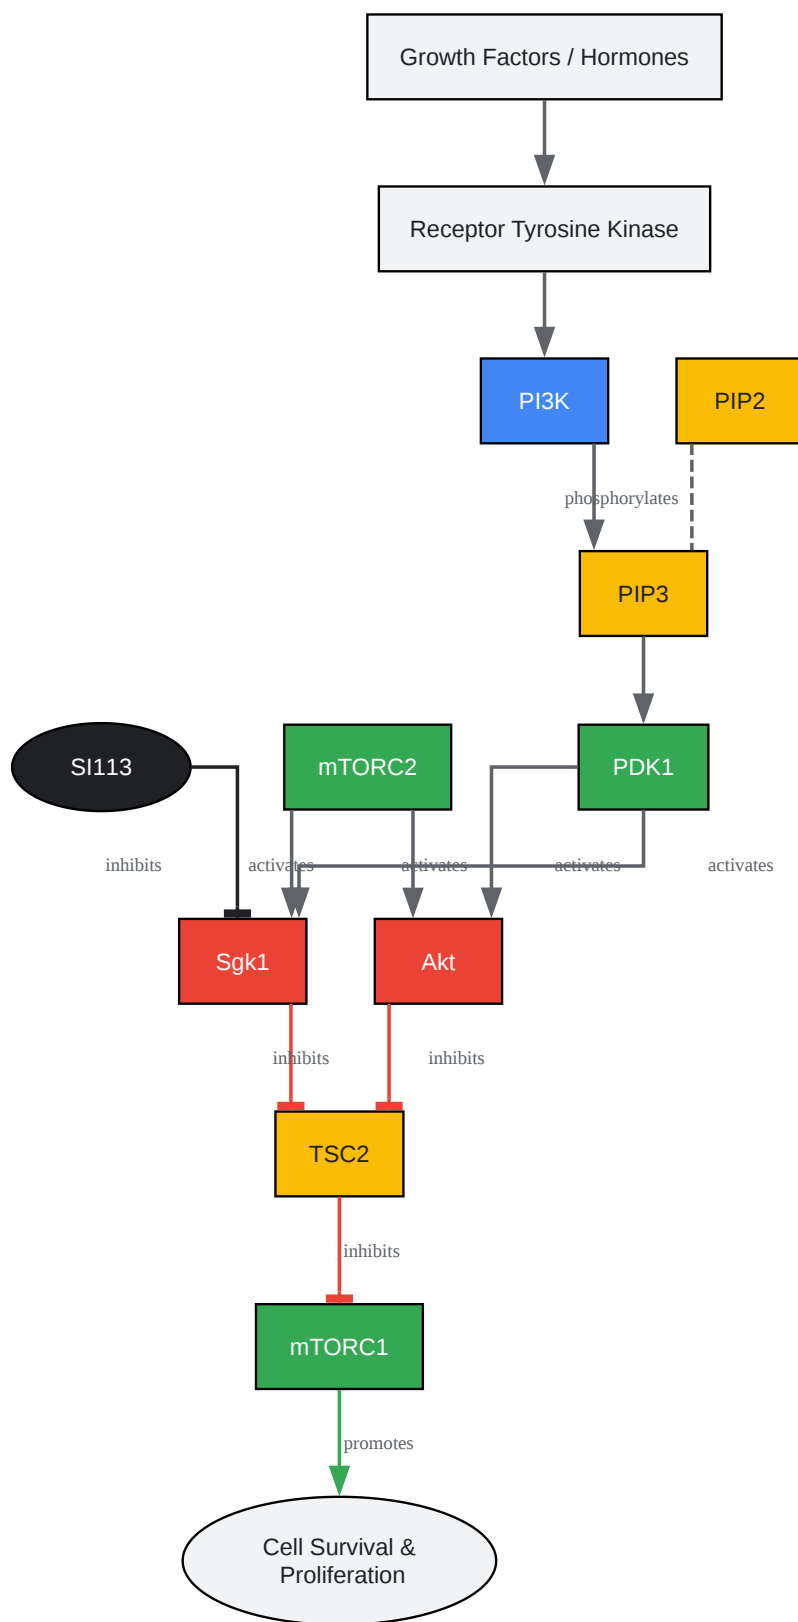 Growth Factors / Hormones
Receptor Tyrosine Kinase
PI3K
PIP2
phosphorylates
PIP3
SI113
mTORC2
PDK1
inhibits
activates
activates
activates
activates
Sgk1
Akt
inhibits
inhibits
TSC2
inhibits
mTORC1
promotes
Cell Survival &
Proliferation